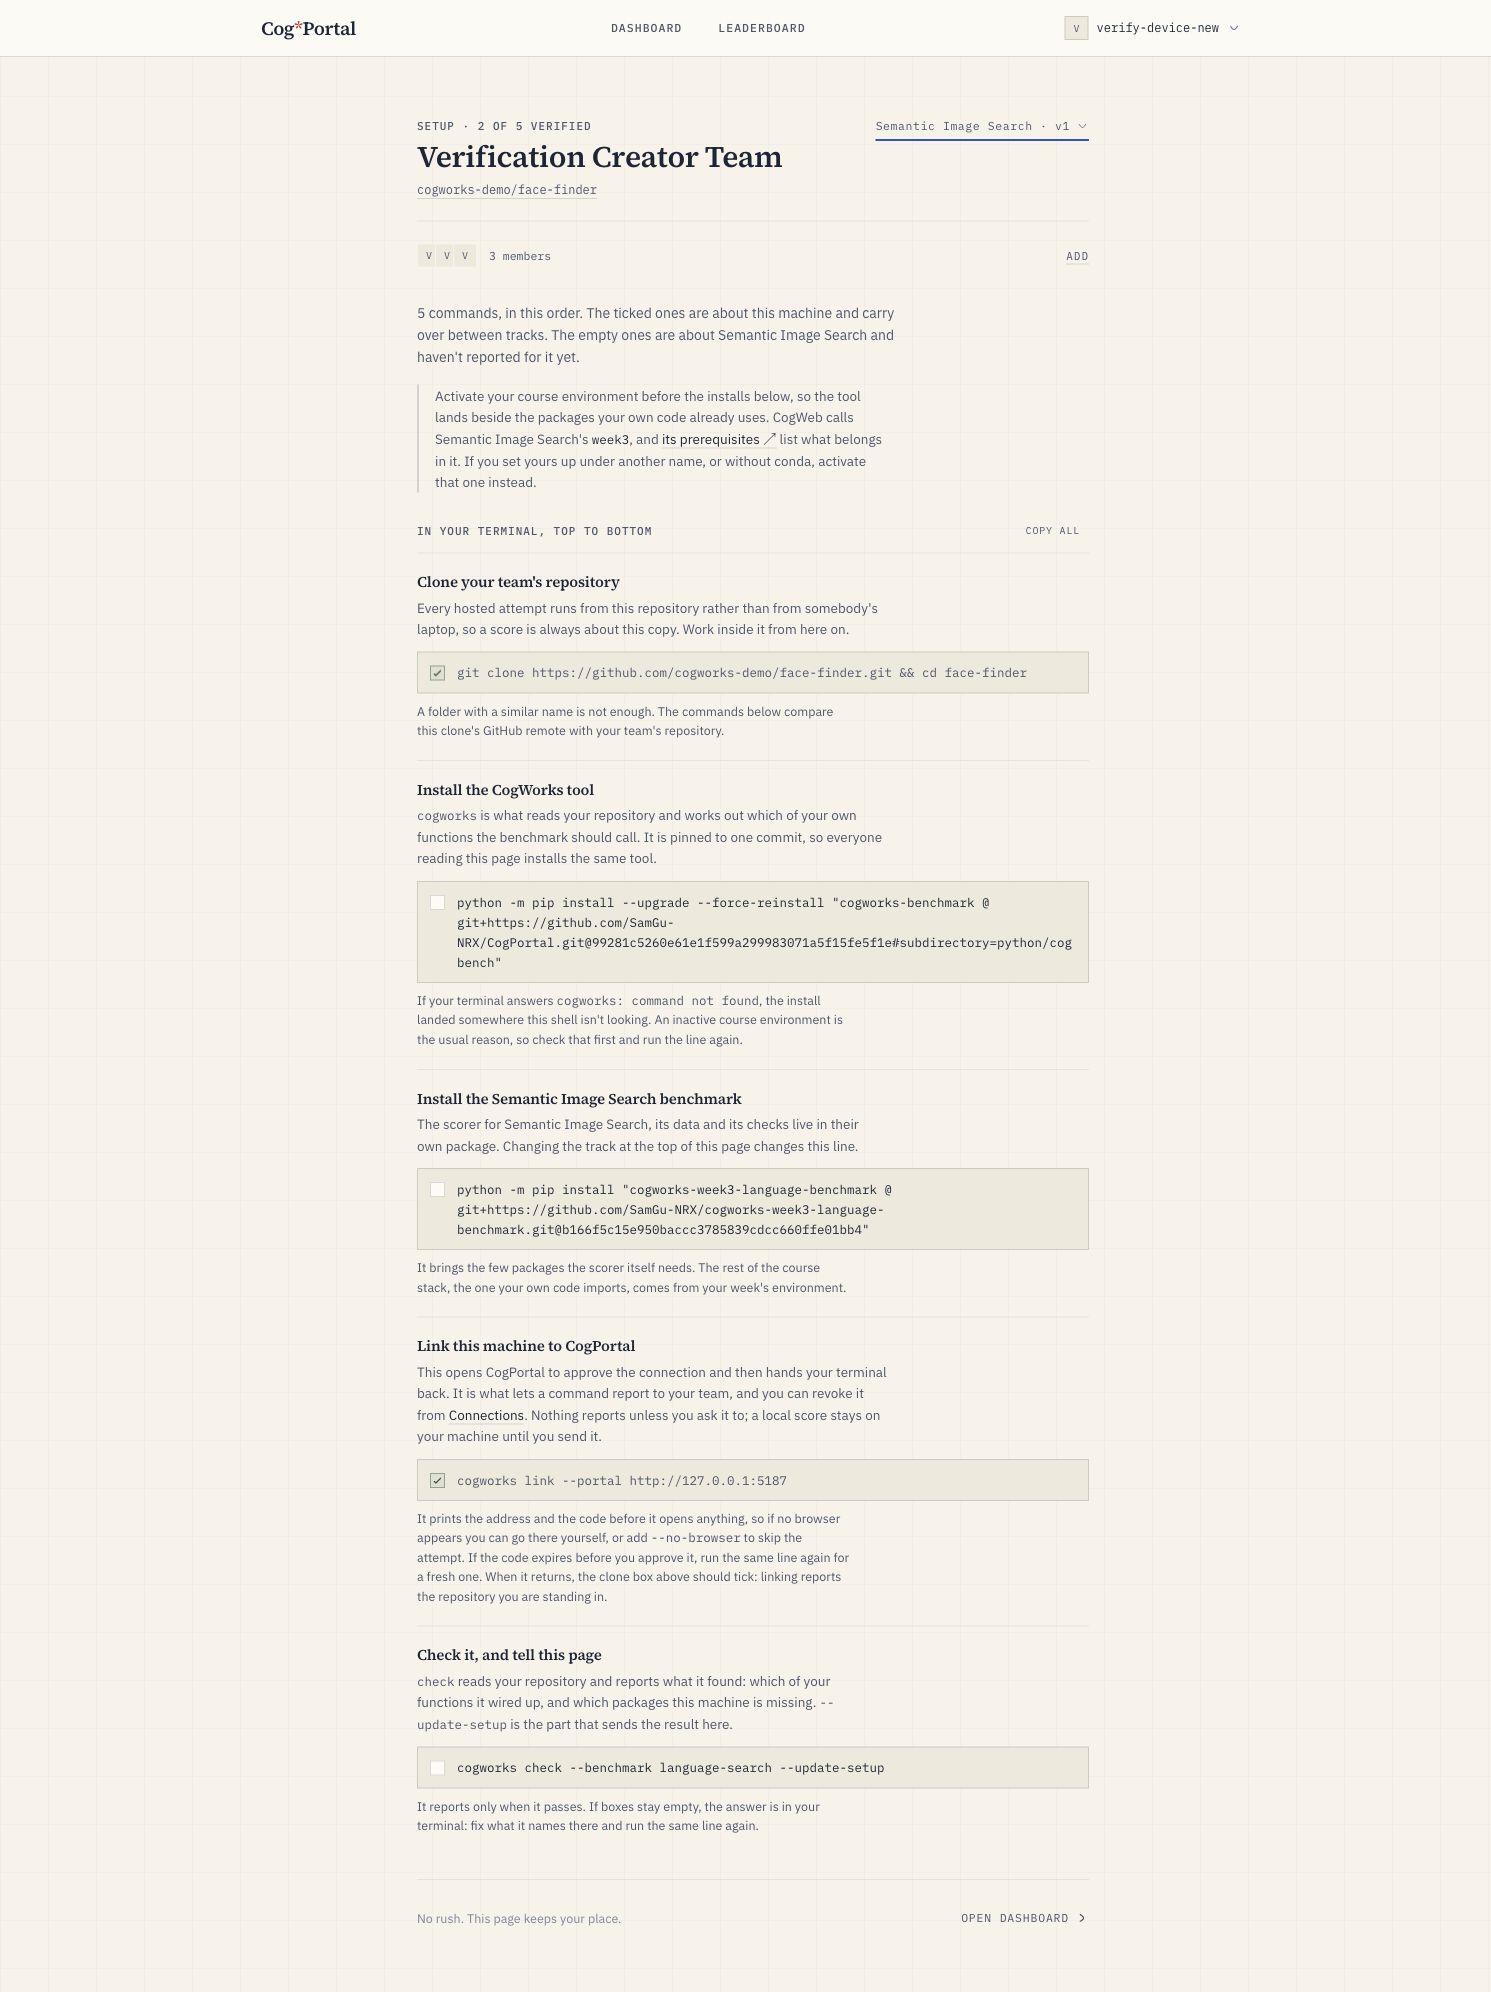 Cog*Portal
DASHBOARD
LEADERBOARD
V
verify-device-new
SETUP · 2 OF 5 VERIFIED
Semantic Image Search · v1
Verification Creator Team
cogworks-demo/face-finder
V V V
3 members
ADD
5 commands, in this order. The ticked ones are about this machine and carry
over between tracks. The empty ones are about Semantic Image Search and
haven't reported for it yet.
Activate your course environment before the installs below, so the tool
lands beside the packages your own code already uses. CogWeb calls
Semantic Image Search's week3, and its prerequisites ↗ list what belongs
in it. If you set yours up under another name, or without conda, activate
that one instead.
IN YOUR TERMINAL, TOP TO BOTTOM
COPY ALL
Clone your team's repository
Every hosted attempt runs from this repository rather than from somebody's
laptop, so a score is always about this copy. Work inside it from here on.
git clone https://github.com/cogworks-demo/face-finder.git && cd face-finder
A folder with a similar name is not enough. The commands below compare
this clone's GitHub remote with your team's repository.
Install the CogWorks tool
cogworks is what reads your repository and works out which of your own
functions the benchmark should call. It is pinned to one commit, so everyone
reading this page installs the same tool.
python -m pip install --upgrade --force-reinstall "cogworks-benchmark @
git+https://github.com/SamGu-
NRX/CogPortal.git@99281c5260e61e1f599a299983071a5f15fe5f1e#subdirectory=python/cog
bench"
If your terminal answers cogworks: command not found, the install
landed somewhere this shell isn't looking. An inactive course environment is
the usual reason, so check that first and run the line again.
Install the Semantic Image Search benchmark
The scorer for Semantic Image Search, its data and its checks live in their
own package. Changing the track at the top of this page changes this line.
python -m pip install "cogworks-week3-language-benchmark @
git+https://github.com/SamGu-NRX/cogworks-week3-language-
benchmark.git@b166f5c15e950baccc3785839cdcc660ffe01bb4"
It brings the few packages the scorer itself needs. The rest of the course
stack, the one your own code imports, comes from your week's environment.
Link this machine to CogPortal
This opens CogPortal to approve the connection and then hands your terminal
back. It is what lets a command report to your team, and you can revoke it
from Connections. Nothing reports unless you ask it to; a local score stays on
your machine until you send it.
cogworks link --portal http://127.0.0.1:5187
It prints the address and the code before it opens anything, so if no browser
appears you can go there yourself, or add --no-browser to skip the
attempt. If the code expires before you approve it, run the same line again for
a fresh one. When it returns, the clone box above should tick: linking reports
the repository you are standing in.
Check it, and tell this page
check reads your repository and reports what it found: which of your
functions it wired up, and which packages this machine is missing. --
update-setup is the part that sends the result here.
cogworks check --benchmark language-search --update-setup
It reports only when it passes. If boxes stay empty, the answer is in your
terminal: fix what it names there and run the same line again.
No rush. This page keeps your place.
OPEN DASHBOARD